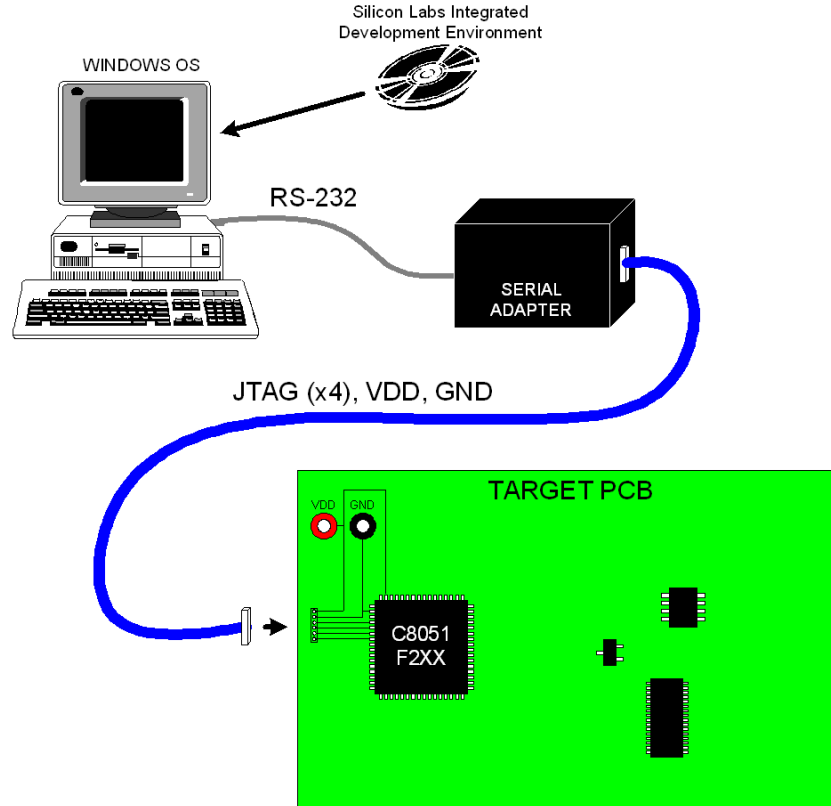 Silicon Labs Integrated
Development Environment
WINDOWS OS
RS-232
SERIAL
ADAPTER
JTAG (x4), VDD, GND
TARGET PCB
VDD
GND
C8051
F2XX